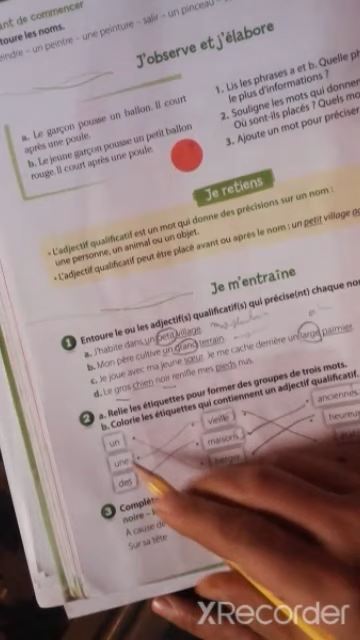 ant de commencer
toure les noms.
eindre - un peintre - une peinture - salir - un pinceau -
J'observe et j'élabore
a. Le garçon pousse un ballon. Il court
après une poule.
b. Le jeune garçon pousse un petit ballon
rouge. Il court après une poule.
1. Lis les phrases a et b. Quelle ph
le plus d'informations ?
2. Souligne les mots qui donnen
Où sont-ils placés ? Quels mo
3. Ajoute un mot pour préciser
Je retiens
• L'adjectif qualificatif est un mot qui donne des précisions sur un nom :
une personne, un animal ou un objet.
• L'adjectif qualificatif peut être placé avant ou après le nom : un petit village
Je m'entraîne
1 Entoure le ou les adjectif(s) qualificatif(s) qui précise(nt) chaque nom
a. J'habite dans un petit village.
b. Mon père cultive un grand terrain.
c. Je joue avec ma jeune sœur. Je me cache derrière un large palmier.
d. Le gros chien noir renifle mes pieds nus.
2 a. Relie les étiquettes pour former des groupes de trois mots.
b. Colorie les étiquettes qui contiennent un adjectif qualificatif.
un vieille anciennes
une maisons heureu
des berger
3 Complète
noire -
À cause de
Sur sa tête
XRecorder